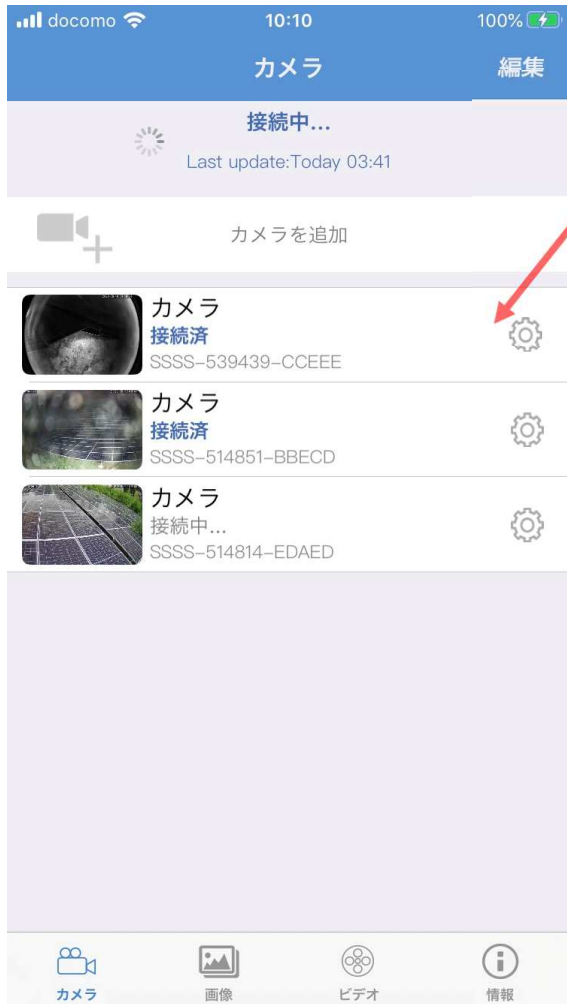 docomo 10:10 100%
カメラ 編集
接続中...
Last update:Today 03:41
カメラを追加
カメラ
接続済
SSSS-539439-CCEEE
カメラ
接続済
SSSS-514851-BBECD
カメラ
接続中...
SSSS-514814-EDAED
カメラ 画像 ビデオ 情報